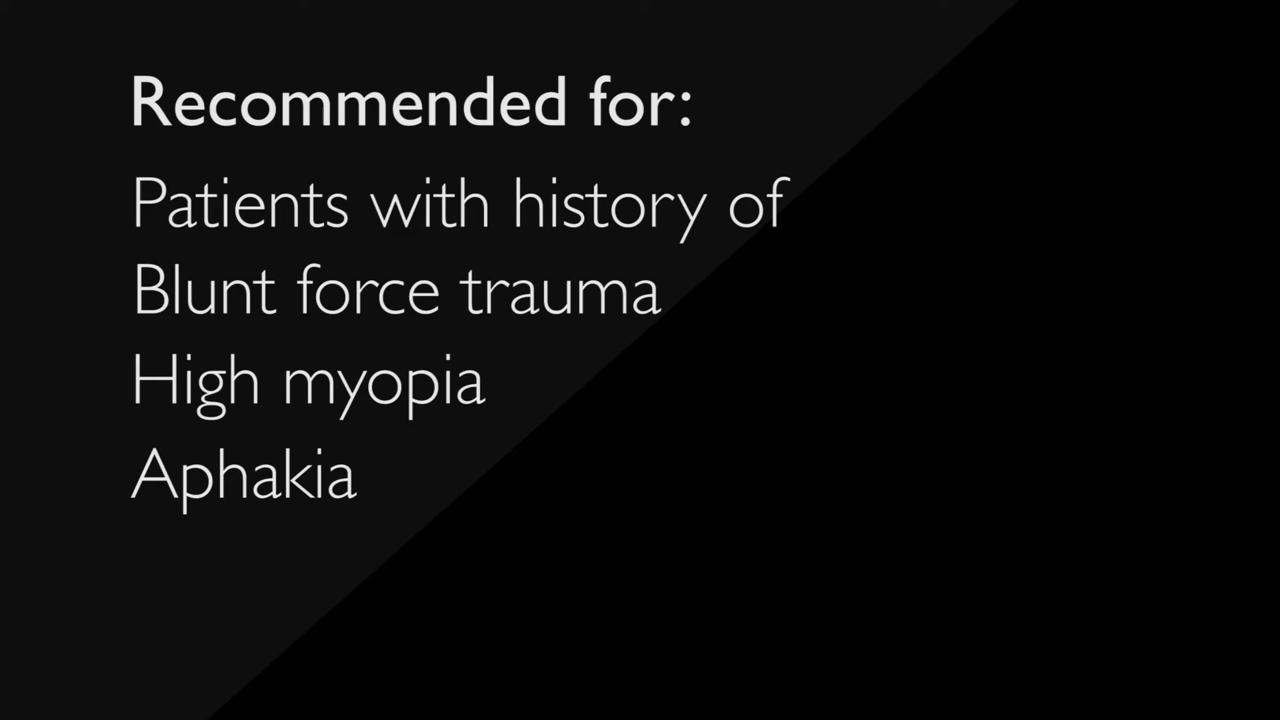 Recommended for:
Patients with history of
Blunt force trauma
High myopia
Aphakia